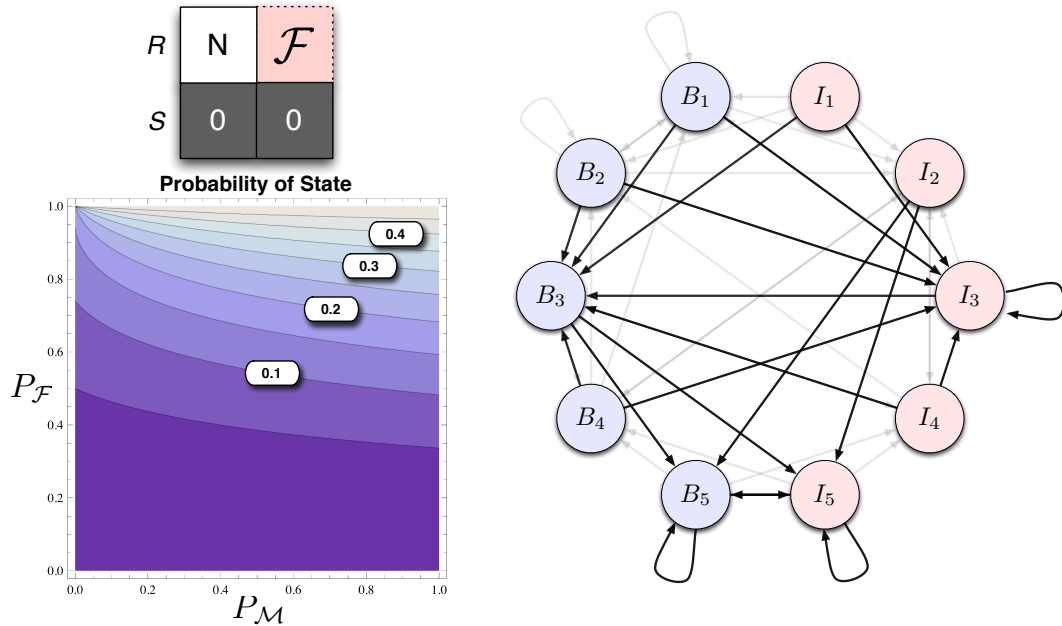 R N ℱ
S 0 0
Probability of State
1.0
0.8
0.6
0.4
0.2
0.0
0.4
0.3
0.2
0.1
P_ℱ
0.0 0.2 0.4 0.6 0.8 1.0
P_ℳ
B₁ I₁
B₂ I₂
B₃ I₃
B₄ I₄
B₅ I₅